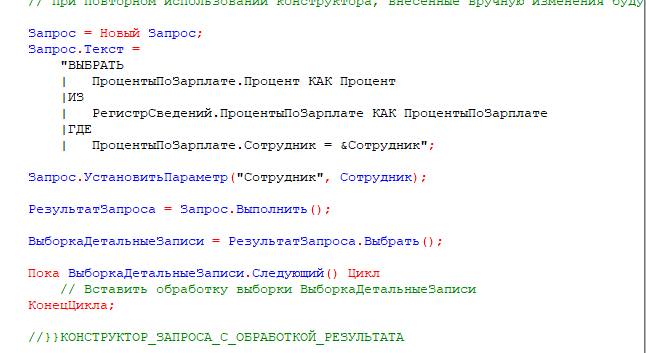 // При повторном использовании конструктора, внесенные вручную изменения буду
Запрос = Новый Запрос;
Запрос.Текст =
"ВЫБРАТЬ
| ПроцентыПоЗарплате.Процент КАК Процент
|ИЗ
| РегистрСведений.ПроцентыПоЗарплате КАК ПроцентыПоЗарплате
|ГДЕ
| ПроцентыПоЗарплате.Сотрудник = &Сотрудник";
Запрос.УстановитьПараметр("Сотрудник", Сотрудник);
РезультатЗапроса = Запрос.Выполнить();
ВыборкаДетальныеЗаписи = РезультатЗапроса.Выбрать();
Пока ВыборкаДетальныеЗаписи.Следующий() Цикл
// Вставить обработку выборки ВыборкаДетальныеЗаписи
КонецЦикла;
//}}КОНСТРУКТОР_ЗАПРОСА_С_ОБРАБОТКОЙ_РЕЗУЛЬТАТА